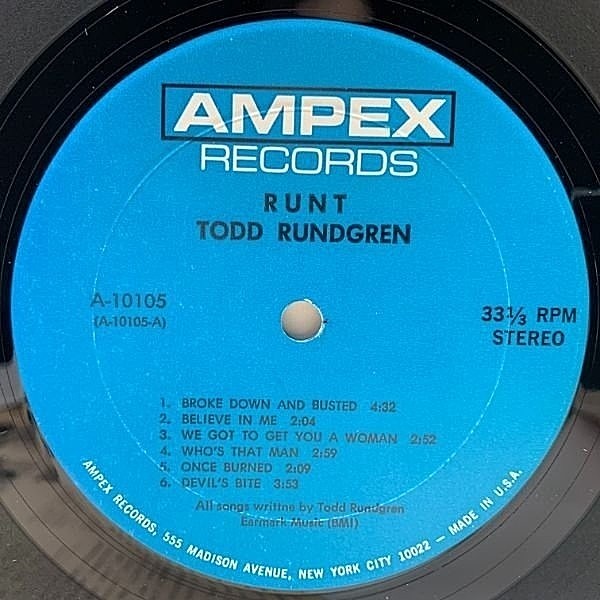 AMPEX
RECORDS
RUNT
TODD RUNDGREN
A-10105
(A-10105-A)
33⅓ RPM
STEREO
1. BROKE DOWN AND BUSTED 4:32
2. BELIEVE IN ME 2:04
3. WE GOT TO GET YOU A WOMAN 2:52
4. WHO'S THAT MAN 2:59
5. ONCE BURNED 2:09
6. DEVIL'S BITE 3:53
All songs writtne by Todd Rundgren
Earmark Music (BMI)
AMPEX RECORDS, 555 MADISON AVENUE, NEW YORK CITY 10022 — MADE IN U.S.A.